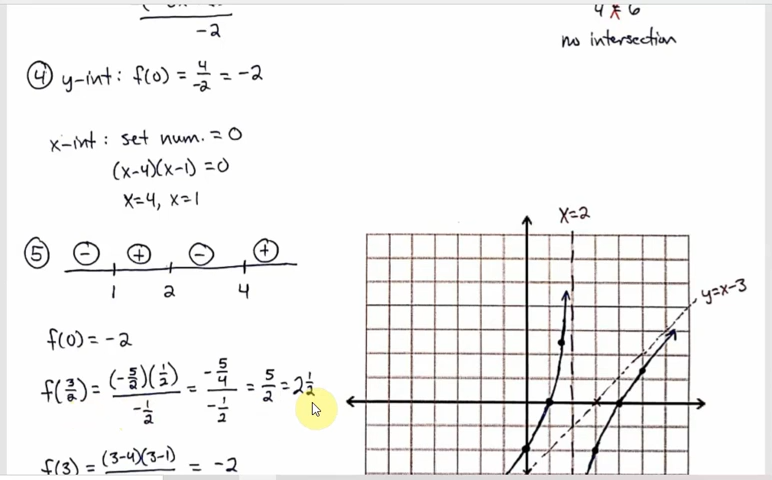 -2
4 ≠ 6
no intersection
④ y-int: f(0) = 4/-2 = -2
x-int: set num. = 0
(x-4)(x-1) = 0
x=4, x=1
⑤ - + - +
1 2 4
f(0) = -2
f(3/2) = (-5/2)(1/2)/-1/2 = -5/4/-1/2 = 5/2 = 2 1/2
f(3) = (3-4)(3-1) = -2
x=2
y=x-3